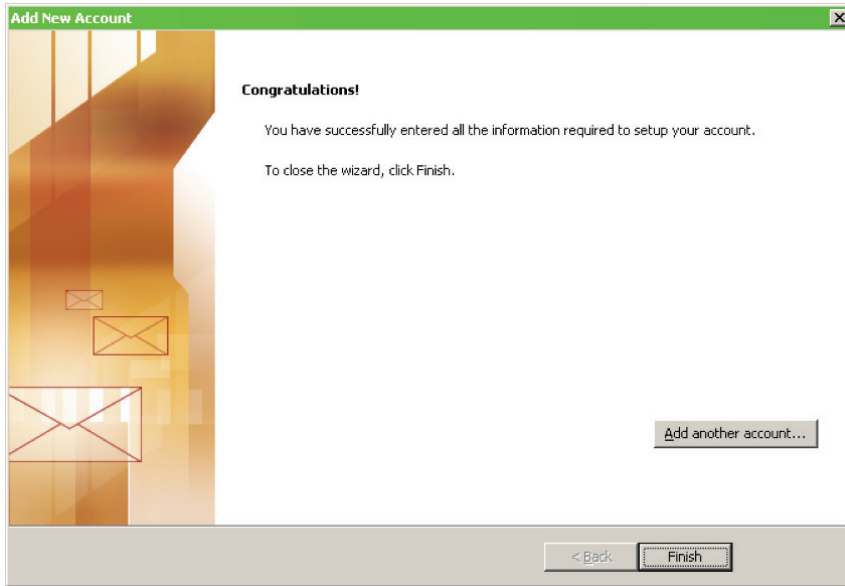 Add New Account
Congratulations!
You have successfully entered all the information required to setup your account.
To close the wizard, click Finish.
Add another account...
< Back
Finish